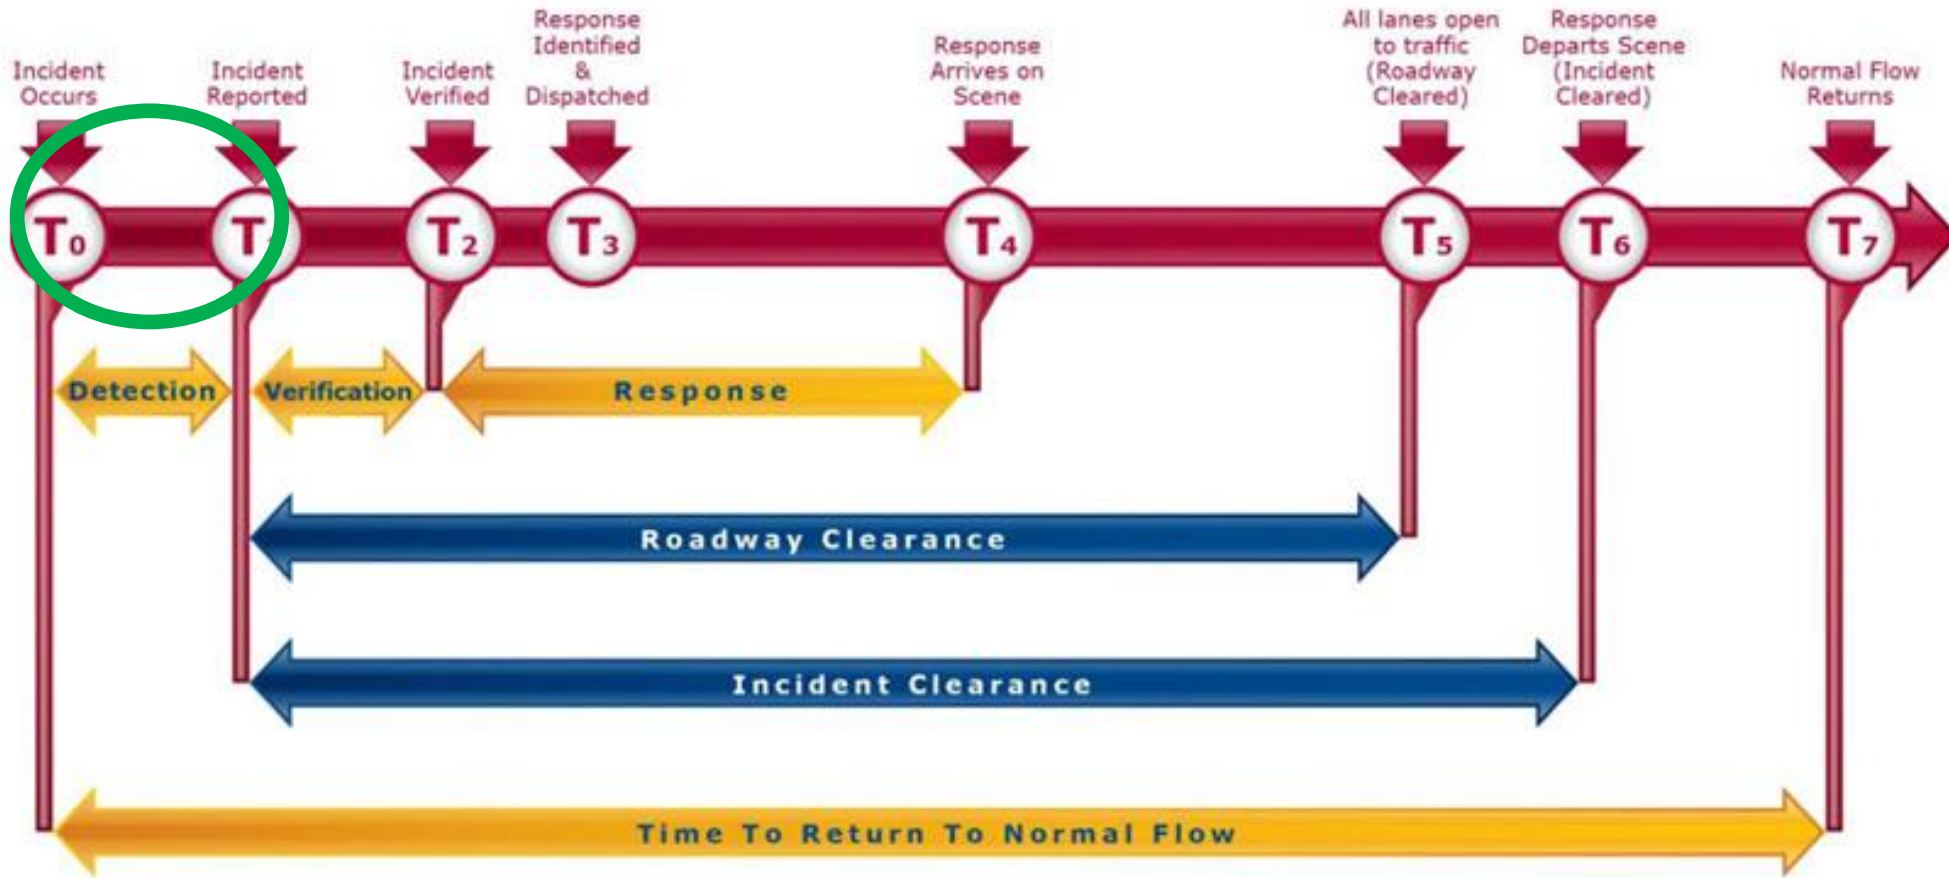 Incident
Occurs
Incident
Reported
Incident
Verified
Response
Identified
&
Dispatched
Response
Arrives on
Scene
All lanes open
to traffic
(Roadway
Cleared)
Response
Departs Scene
(Incident
Cleared)
Normal Flow
Returns
T0
T
T2
T3
T4
T5
T6
T7
Detection
Verification
Response
Roadway Clearance
Incident Clearance
Time To Return To Normal Flow